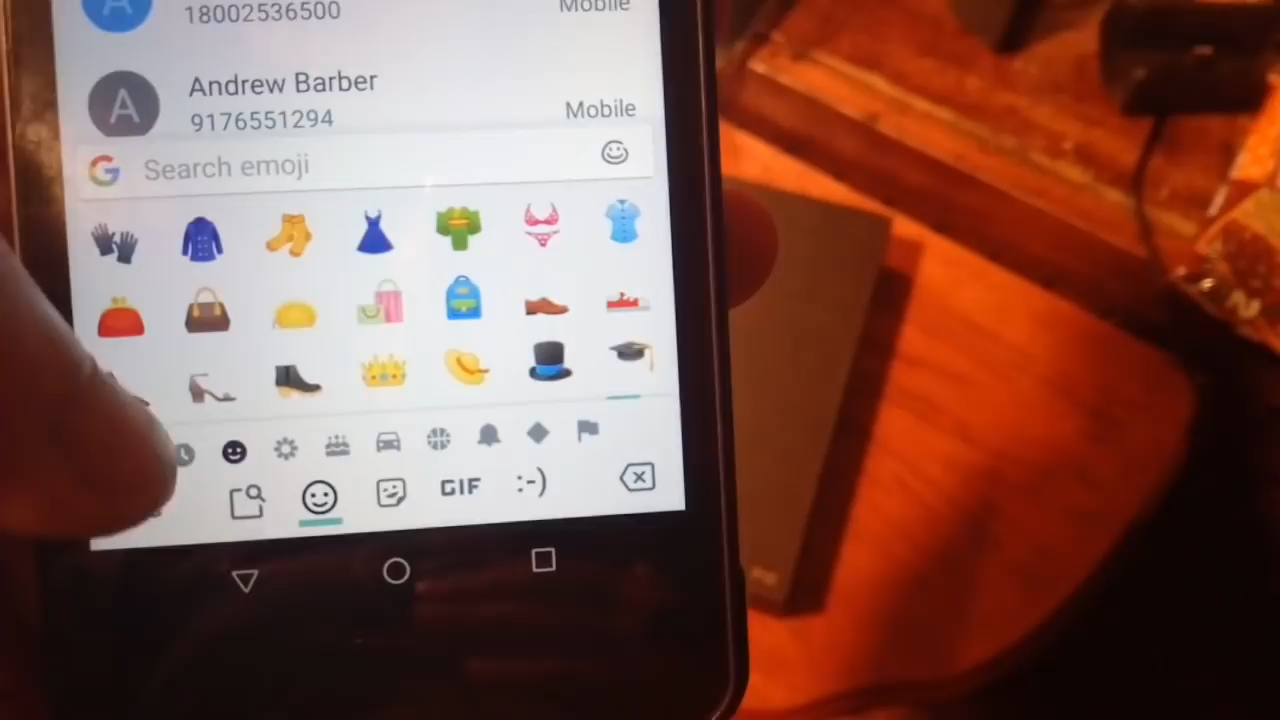 A
18002536500
Mobile
Andrew Barber
A
9176551294
Mobile
G
Search emoji
GIF
:-)